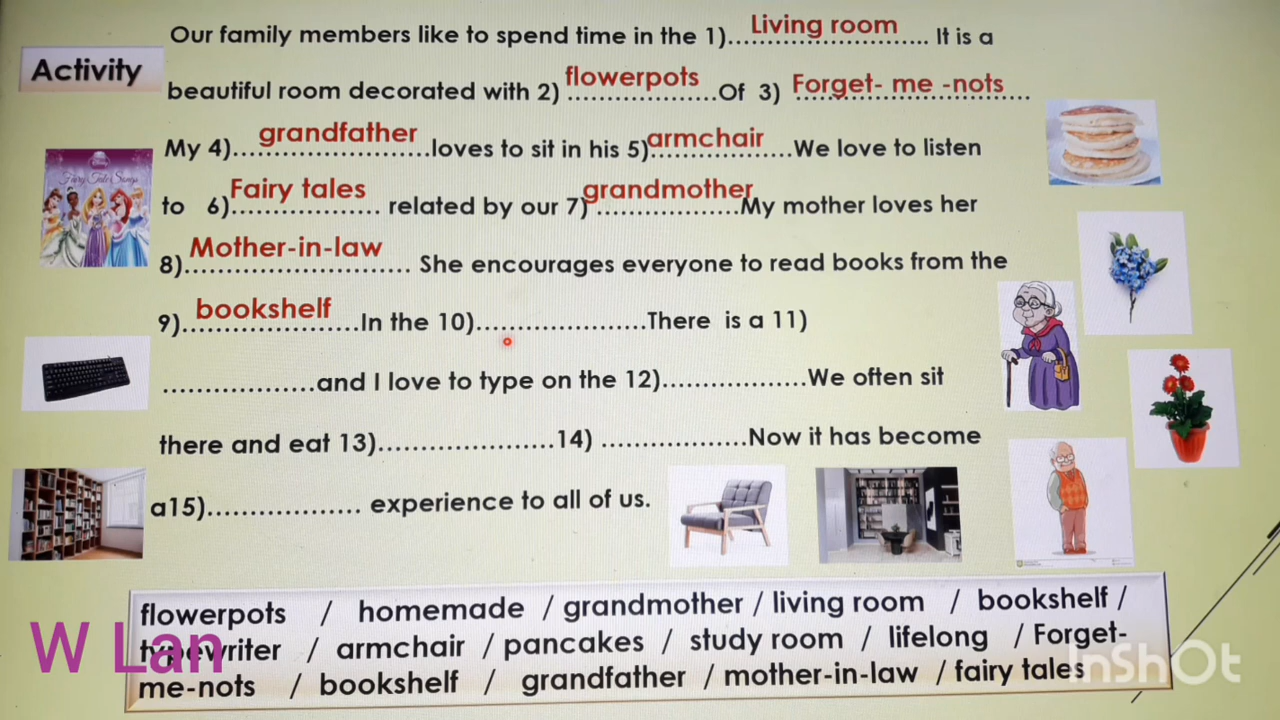 Our family members like to spend time in the 1)....Living room.... It is a
Activity
beautiful room decorated with 2) ....flowerpots....Of 3) ....Forget- me -nots....
My 4)....grandfather....loves to sit in his 5)....armchair....We love to listen
Disney
Fairy Tale Songs
to 6)....Fairy tales.... related by our 7) ....grandmother....My mother loves her
8)....Mother-in-law.... She encourages everyone to read books from the
9)....bookshelf....In the 10)....................There is a 11)
..................and I love to type on the 12)..................We often sit
there and eat 13).....................14) ..................Now it has become
a15).................. experience to all of us.
flowerpots / homemade / grandmother / living room / bookshelf /
typewriter / armchair / pancakes / study room / lifelong / Forget-
me-nots / bookshelf / grandfather / mother-in-law / fairy tales
W Lan
InShOt